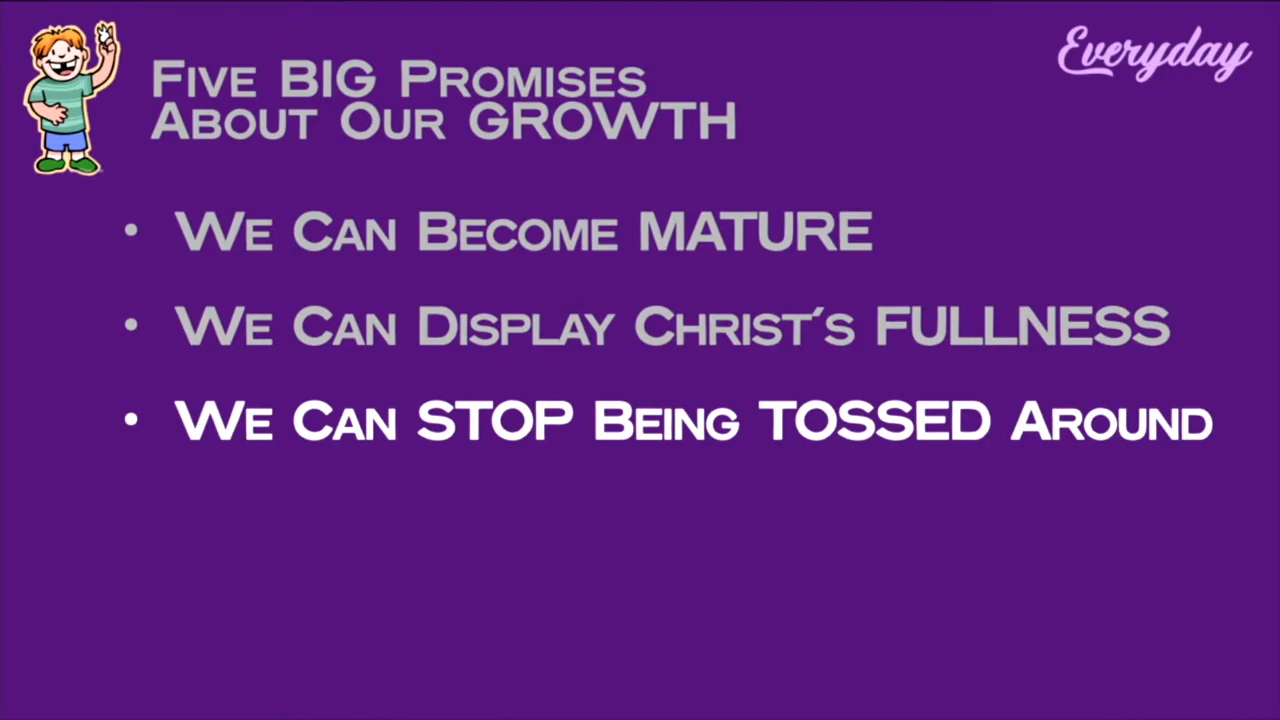 Everyday
Five BIG Promises
About Our GROWTH
• We Can Become MATURE
• We Can Display Christ's FULLNESS
• We Can STOP Being TOSSED Around